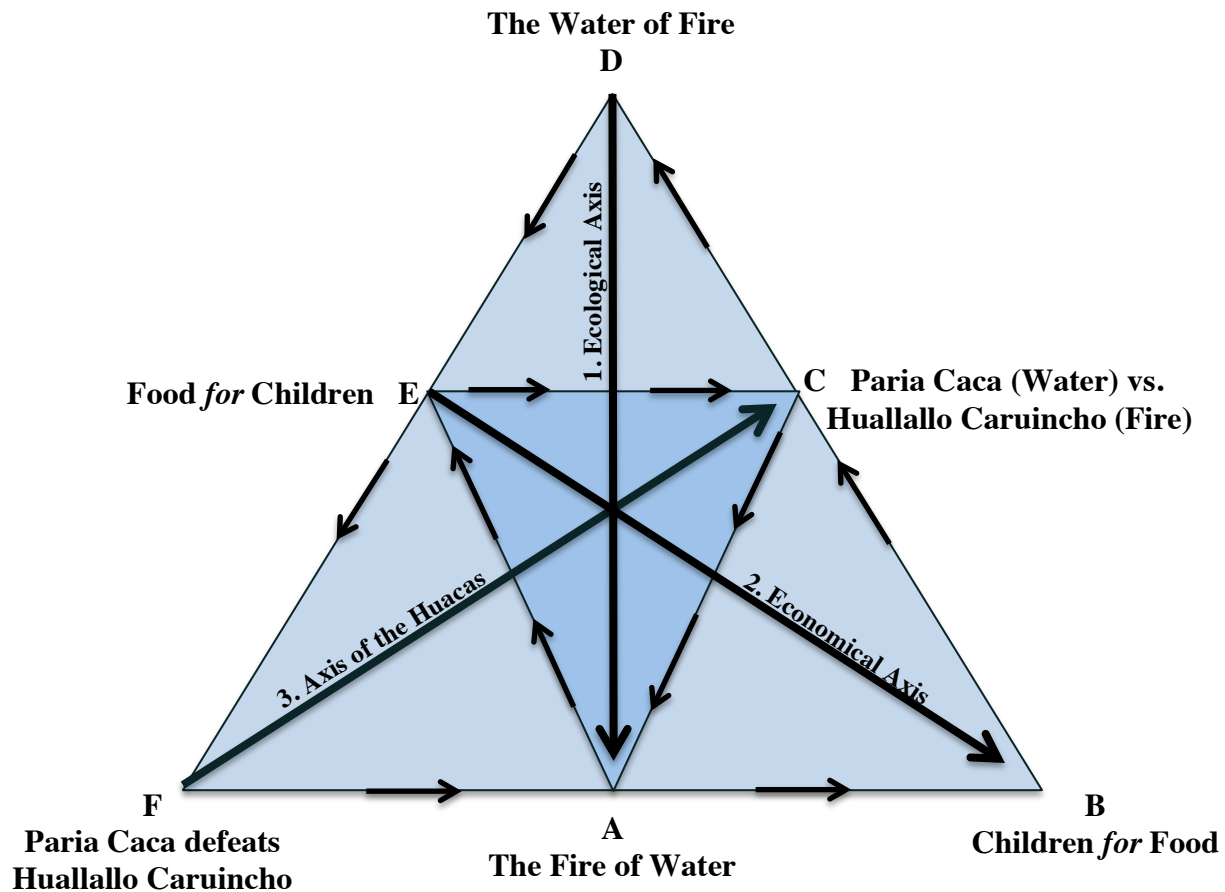 The Water of Fire
D
1. Ecological Axis
Food for Children
E
C
Paria Caca (Water) vs.
Huallallo Caruincho (Fire)
3. Axis of the Huacas
2. Economical Axis
F
Paria Caca defeats
Huallallo Caruincho
A
The Fire of Water
B
Children for Food